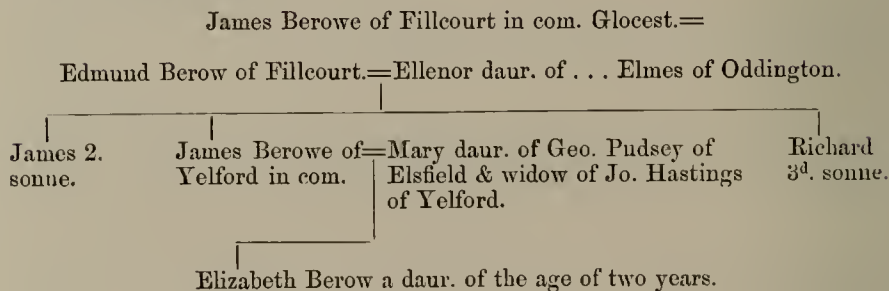 James Berowe of Fillcourt in com. Glocest.=
Edmund Berow of Fillcourt.=Ellenor daur. of . . . Elmes of Oddington.
James 2. sonne.
James Berowe of=Mary daur. of Geo. Pudsey of
Yelford in com. Elsfield & widow of Jo. Hastings
of Yelford.
Richard
3d. sonne.
Elizabeth Berow a daur. of the age of two years.